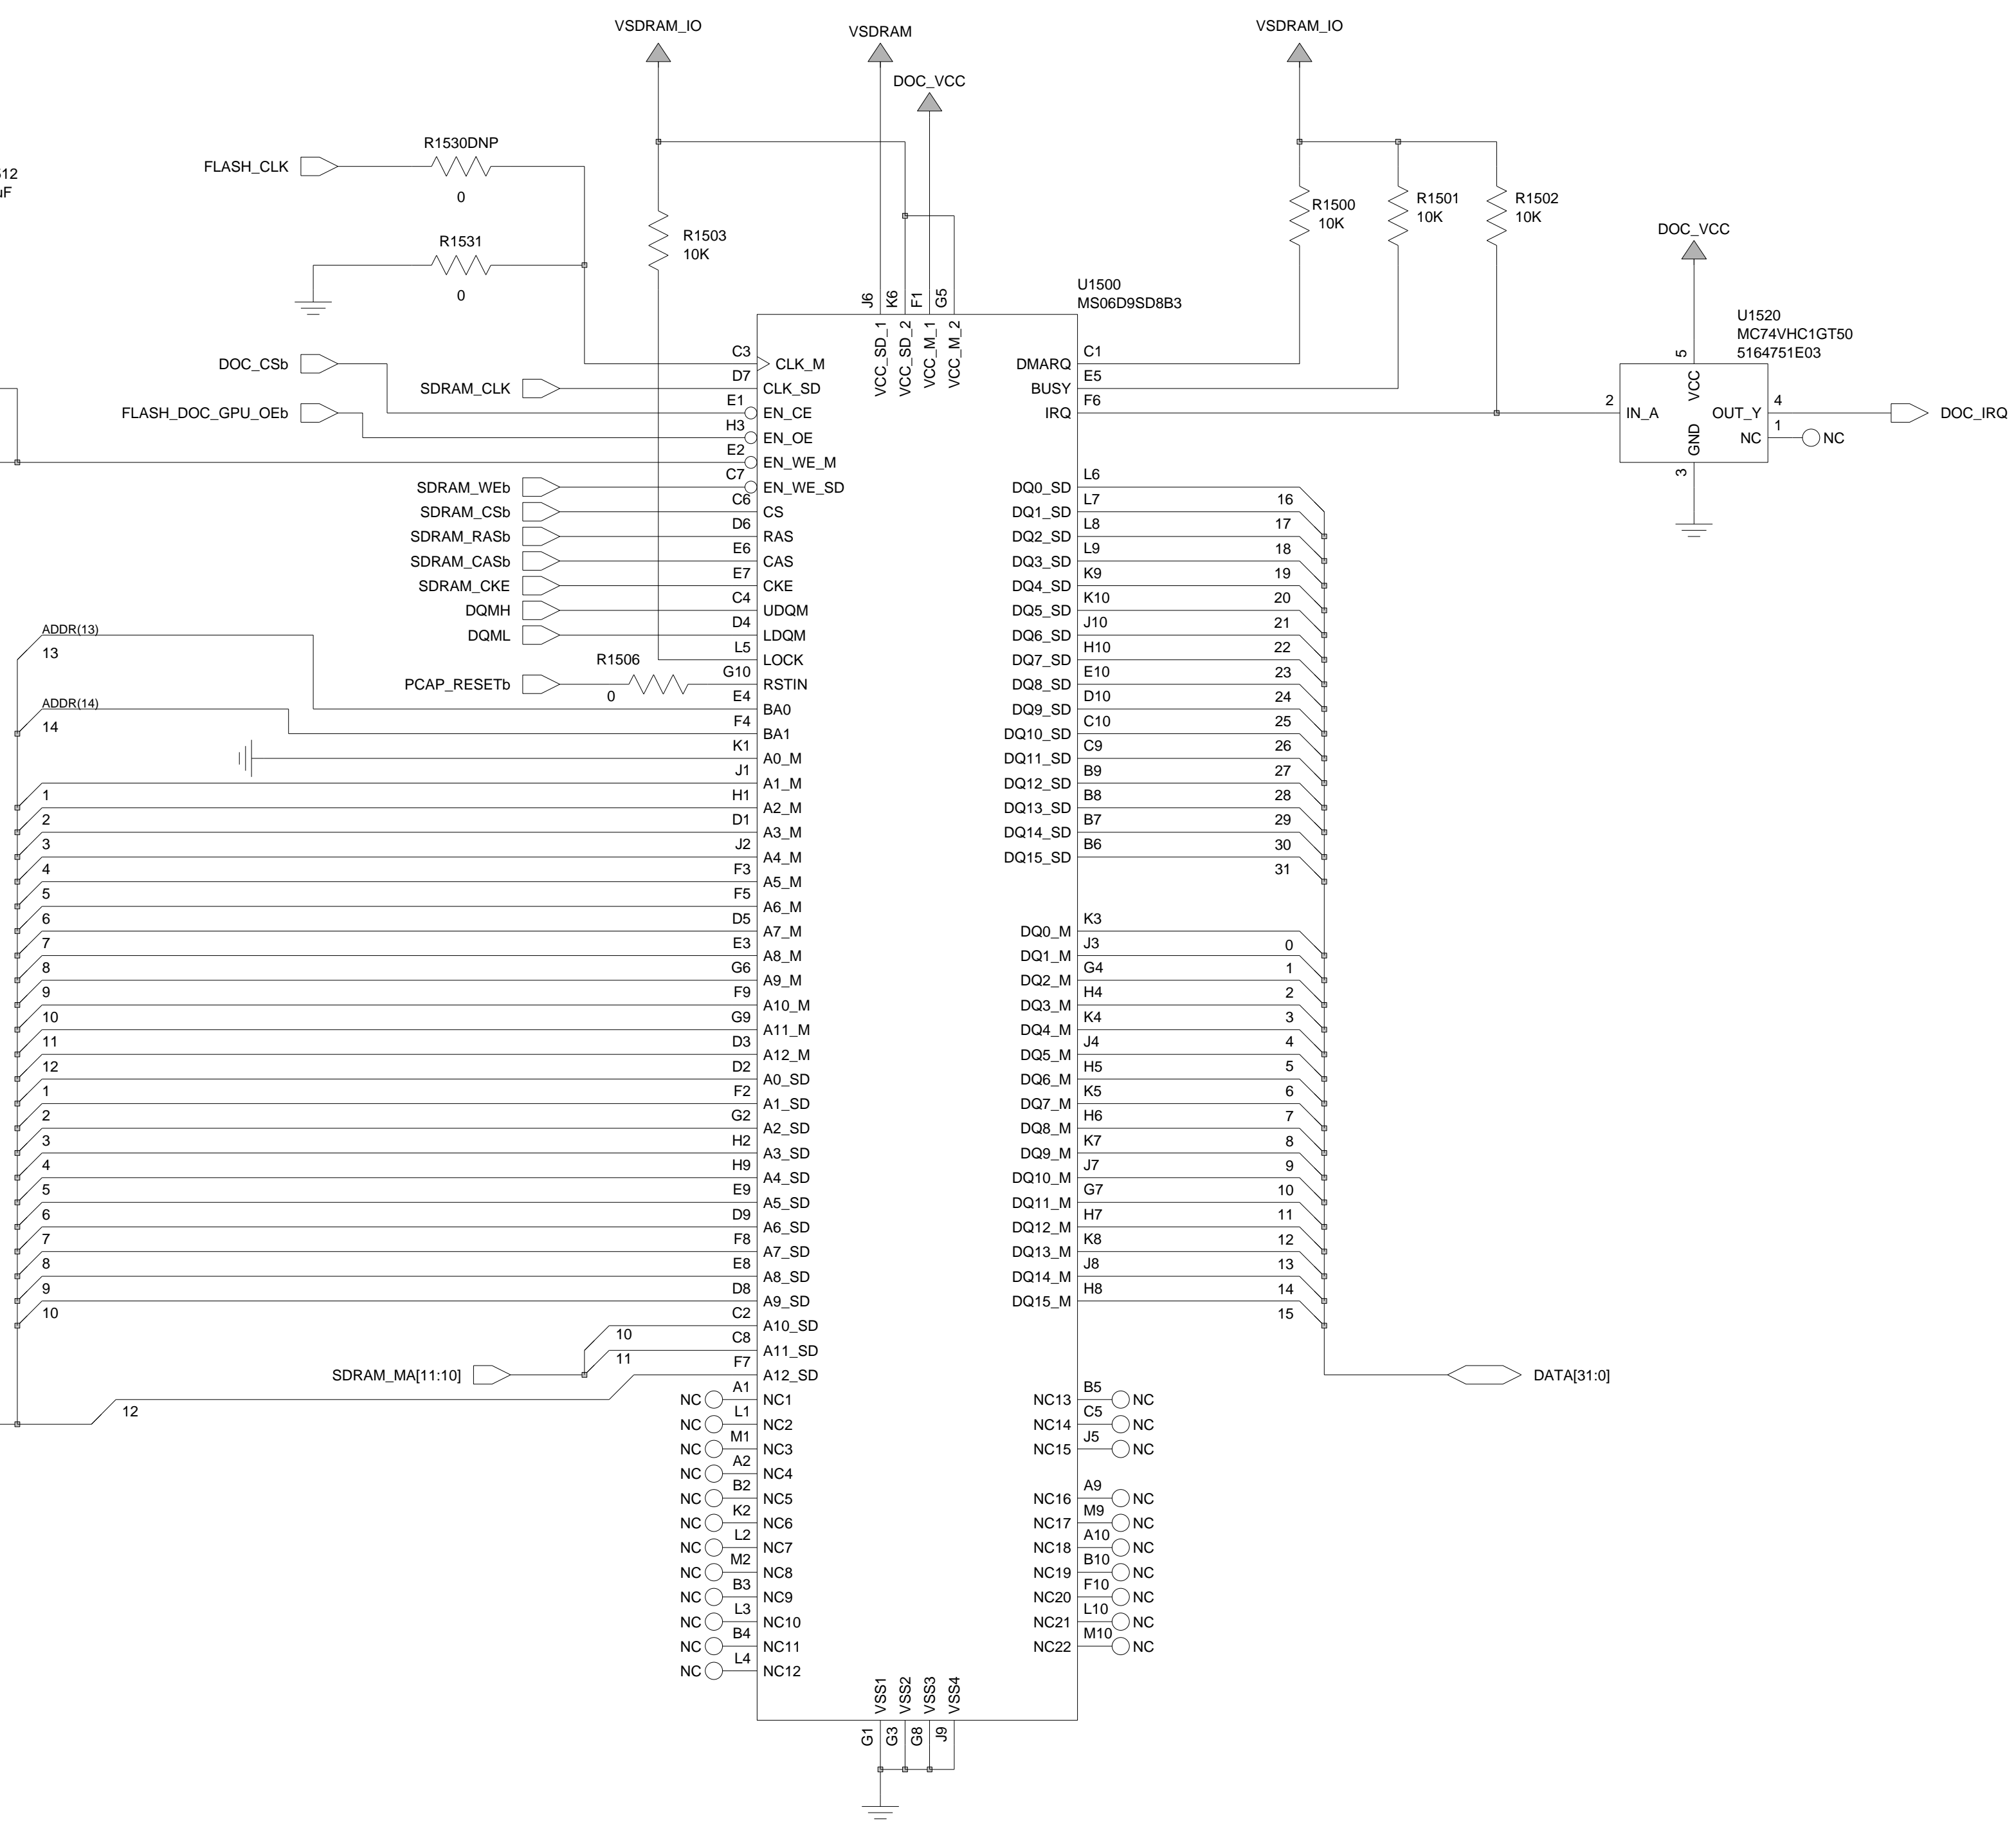 VSDRAM_IO
VSDRAM
VSDRAM_IO
DOC_VCC
R1530DNP
FLASH_CLK
0
512
uF
R1531
0
R1503
10K
R1500
10K
R1501
10K
R1502
10K
DOC_VCC
U1500
MS06D9SD8B3
U1520
MC74VHC1GT50
5164751E03
J6 K6 F1 G5
VCC_SD_1 VCC_SD_2 VCC_M_1 VCC_M_2
5
VCC
2 IN_A
OUT_Y 4
NC 1 NC
GND
3
DOC_IRQ
C3 CLK_M
SDRAM_CLK D7 CLK_SD
DOC_CSb E1 EN_CE
FLASH_DOC_GPU_OEb H3 EN_OE
E2 EN_WE_M
SDRAM_WEb C7 EN_WE_SD
SDRAM_CSb C6 CS
SDRAM_RASb D6 RAS
SDRAM_CASb E6 CAS
SDRAM_CKE E7 CKE
DQMH C4 UDQM
DQML D4 LDQM
L5 LOCK
R1506
PCAP_RESETb 0 G10 RSTIN
ADDR(13)
13 E4 BA0
ADDR(14)
14 F4 BA1
K1 A0_M
1 J1 A1_M
2 H1 A2_M
3 D1 A3_M
4 J2 A4_M
5 F3 A5_M
6 F5 A6_M
7 D5 A7_M
8 E3 A8_M
9 G6 A9_M
10 F9 A10_M
11 G9 A11_M
12 D3 A12_M
1 D2 A0_SD
2 F2 A1_SD
3 G2 A2_SD
4 H2 A3_SD
5 H9 A4_SD
6 E9 A5_SD
7 D9 A6_SD
8 F8 A7_SD
9 E8 A8_SD
10 D8 A9_SD
10 C2 A10_SD
11 C8 A11_SD
SDRAM_MA[11:10]
12 F7 A12_SD
NC A1 NC1
NC L1 NC2
NC M1 NC3
NC A2 NC4
NC B2 NC5
NC K2 NC6
NC L2 NC7
NC M2 NC8
NC B3 NC9
NC L3 NC10
NC B4 NC11
NC L4 NC12
DMARQ C1
BUSY E5
IRQ F6
DQ0_SD L6 16
DQ1_SD L7 17
DQ2_SD L8 18
DQ3_SD L9 19
DQ4_SD K9 20
DQ5_SD K10 21
DQ6_SD J10 22
DQ7_SD H10 23
DQ8_SD E10 24
DQ9_SD D10 25
DQ10_SD C10 26
DQ11_SD C9 27
DQ12_SD B9 28
DQ13_SD B8 29
DQ14_SD B7 30
DQ15_SD B6 31
DQ0_M K3 0
DQ1_M J3 1
DQ2_M G4 2
DQ3_M H4 3
DQ4_M K4 4
DQ5_M J4 5
DQ6_M H5 6
DQ7_M K5 7
DQ8_M H6 8
DQ9_M K7 9
DQ10_M J7 10
DQ11_M G7 11
DQ12_M H7 12
DQ13_M K8 13
DQ14_M J8 14
DQ15_M H8 15
DATA[31:0]
NC13 B5 NC
NC14 C5 NC
NC15 J5 NC
NC16 A9 NC
NC17 M9 NC
NC18 A10 NC
NC19 B10 NC
NC20 F10 NC
NC21 L10 NC
NC22 M10 NC
VSS1 VSS2 VSS3 VSS4
G1 G3 G8 J9